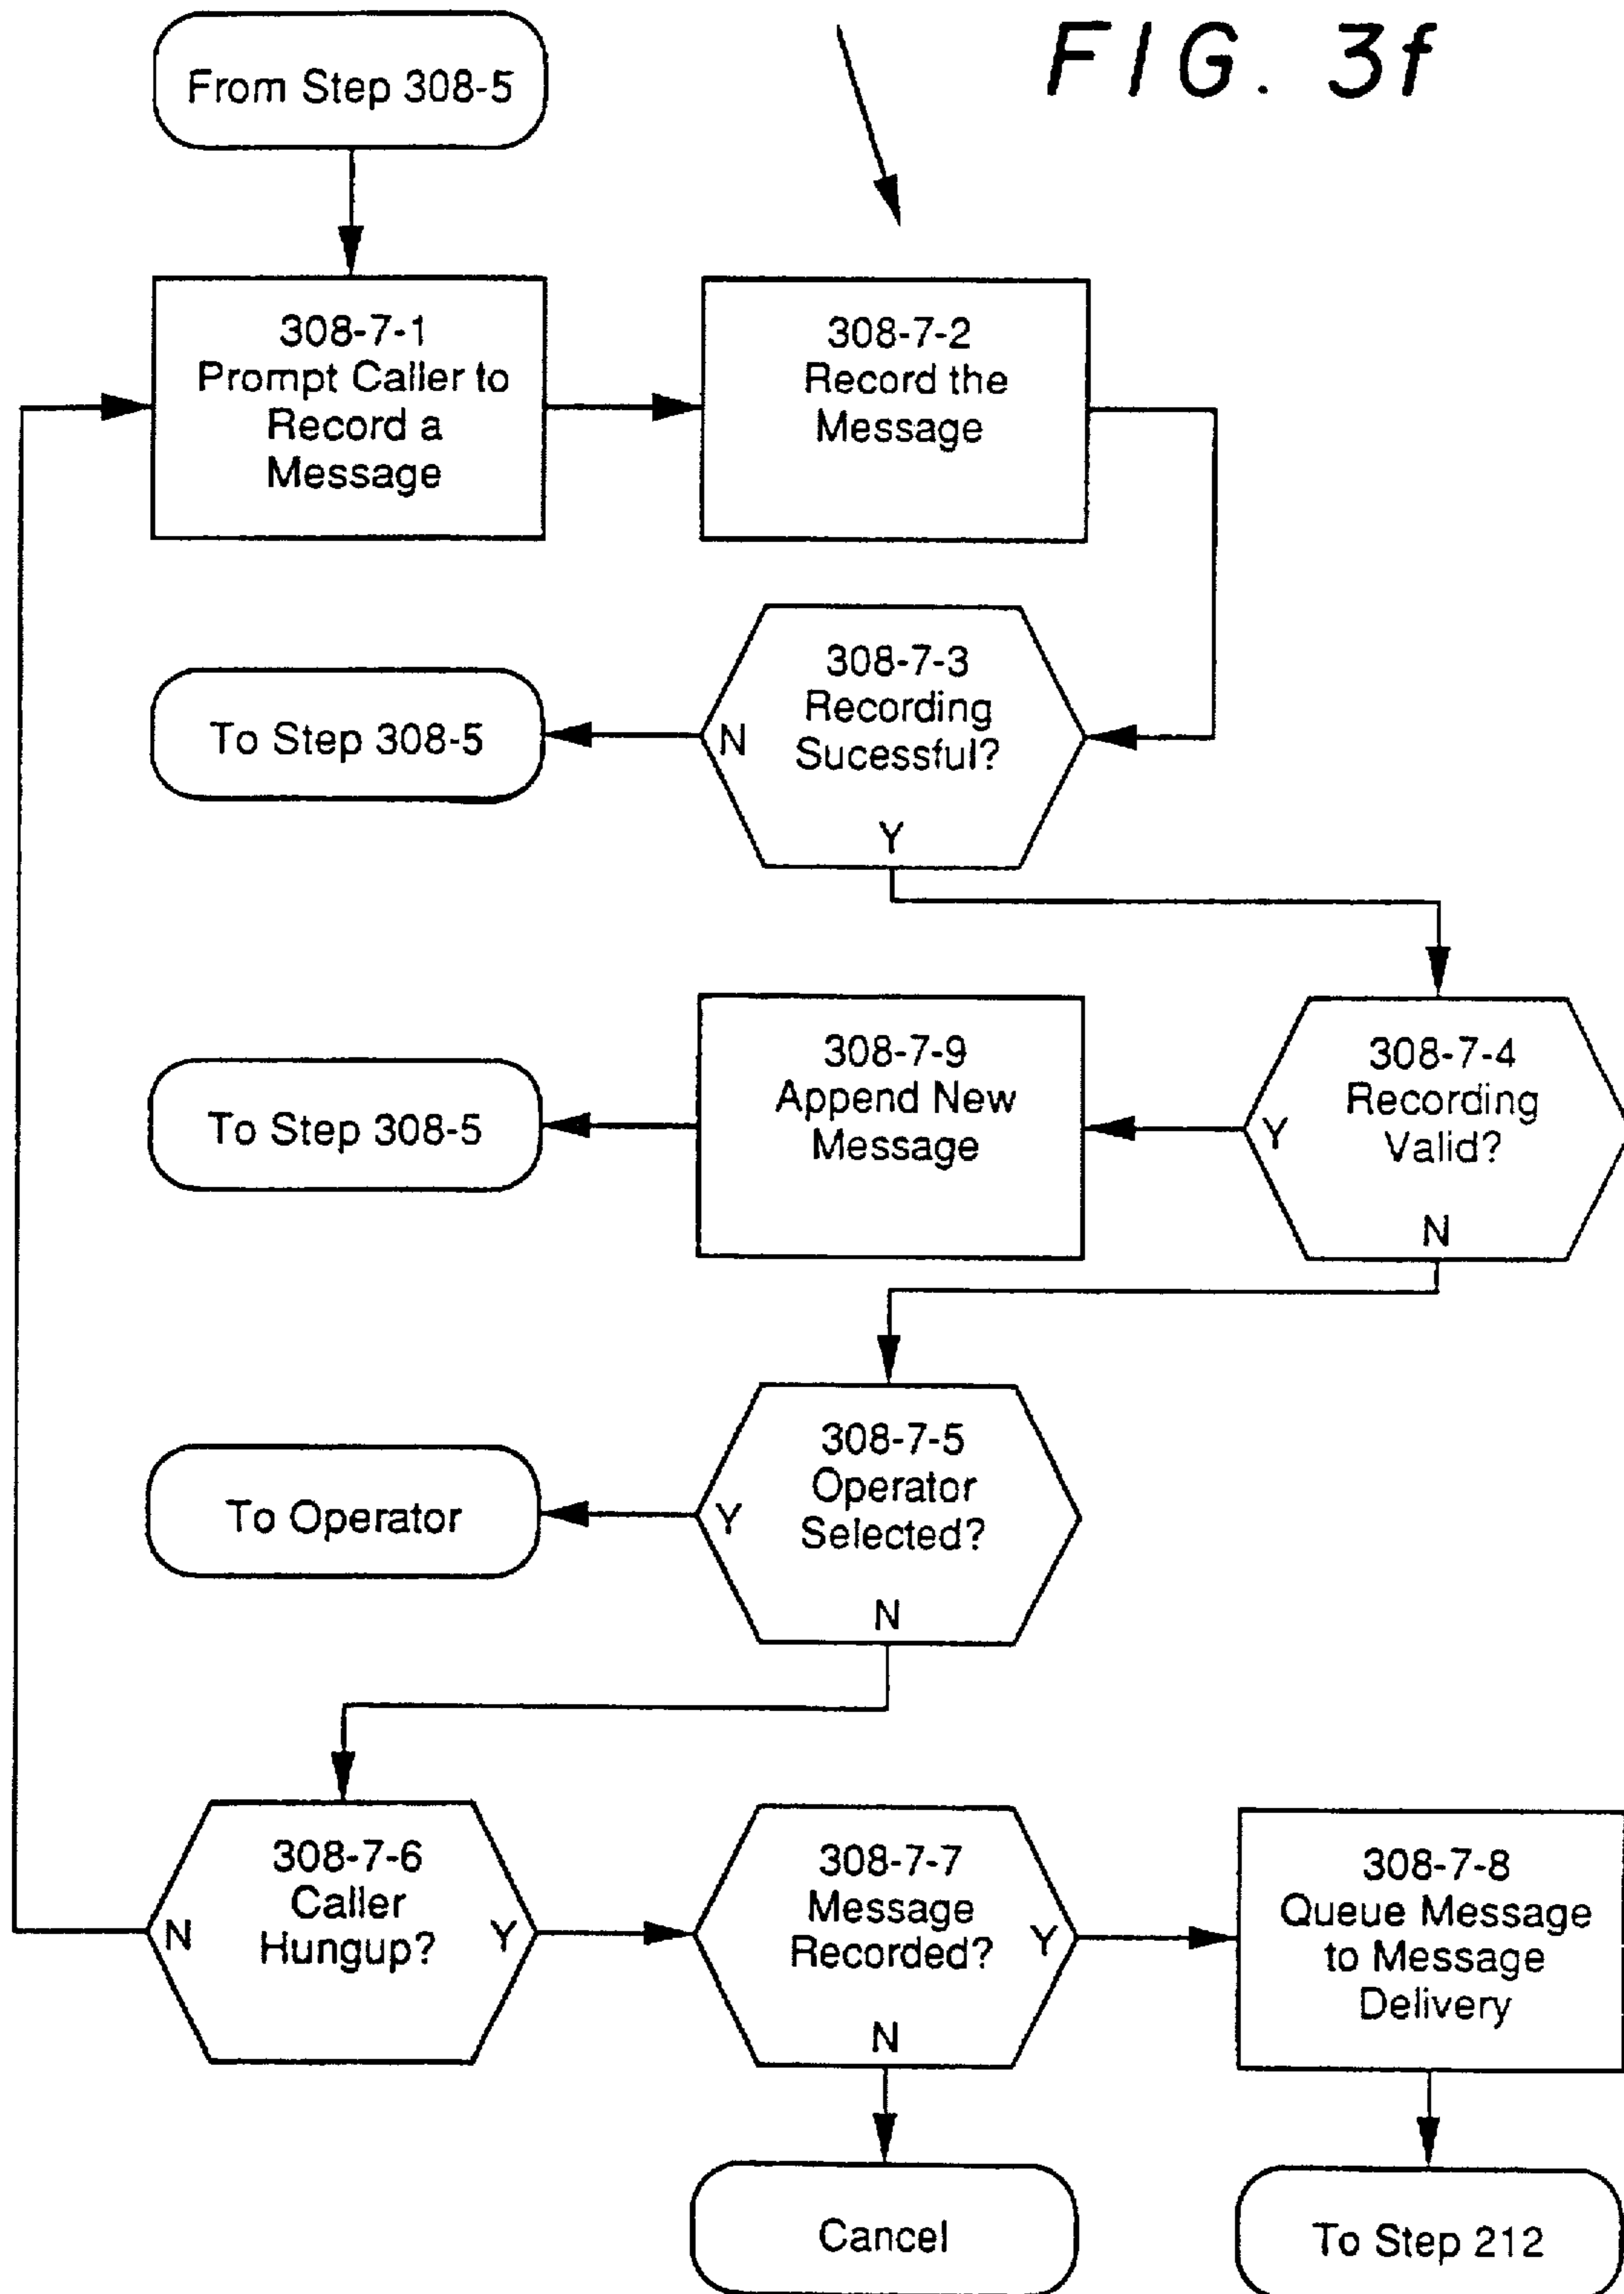 FIG. 3f
From Step 308-5
308-7-1
Prompt Caller to
Record a
Message
308-7-2
Record the
Message
308-7-3
Recording
Sucessful?
N
Y
To Step 308-5
308-7-4
Recording
Valid?
Y
N
308-7-9
Append New
Message
To Step 308-5
308-7-5
Operator
Selected?
Y
N
To Operator
308-7-6
Caller
Hungup?
N
Y
308-7-7
Message
Recorded?
Y
N
308-7-8
Queue Message
to Message
Delivery
Cancel
To Step 212